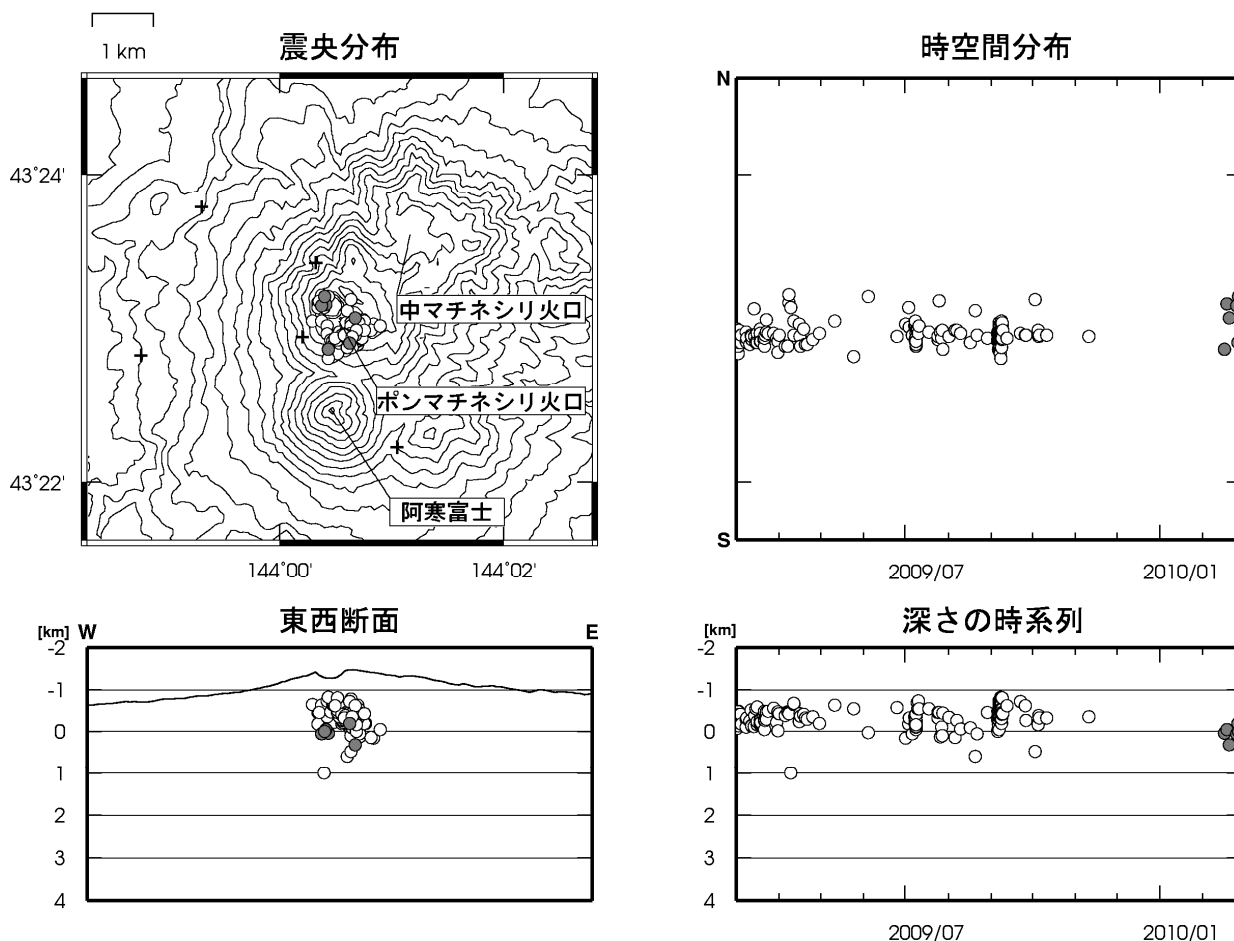 1 km
震央分布
43°24'
43°22'
144°00'
144°02'
中マチネシリ火口
ポンマチネシリ火口
阿寒富士
時空間分布
N
S
2009/07
2010/01
東西断面
[km]
W
E
-2
-1
0
1
2
3
4
深さの時系列
[km]
-2
-1
0
1
2
3
4
2009/07
2010/01